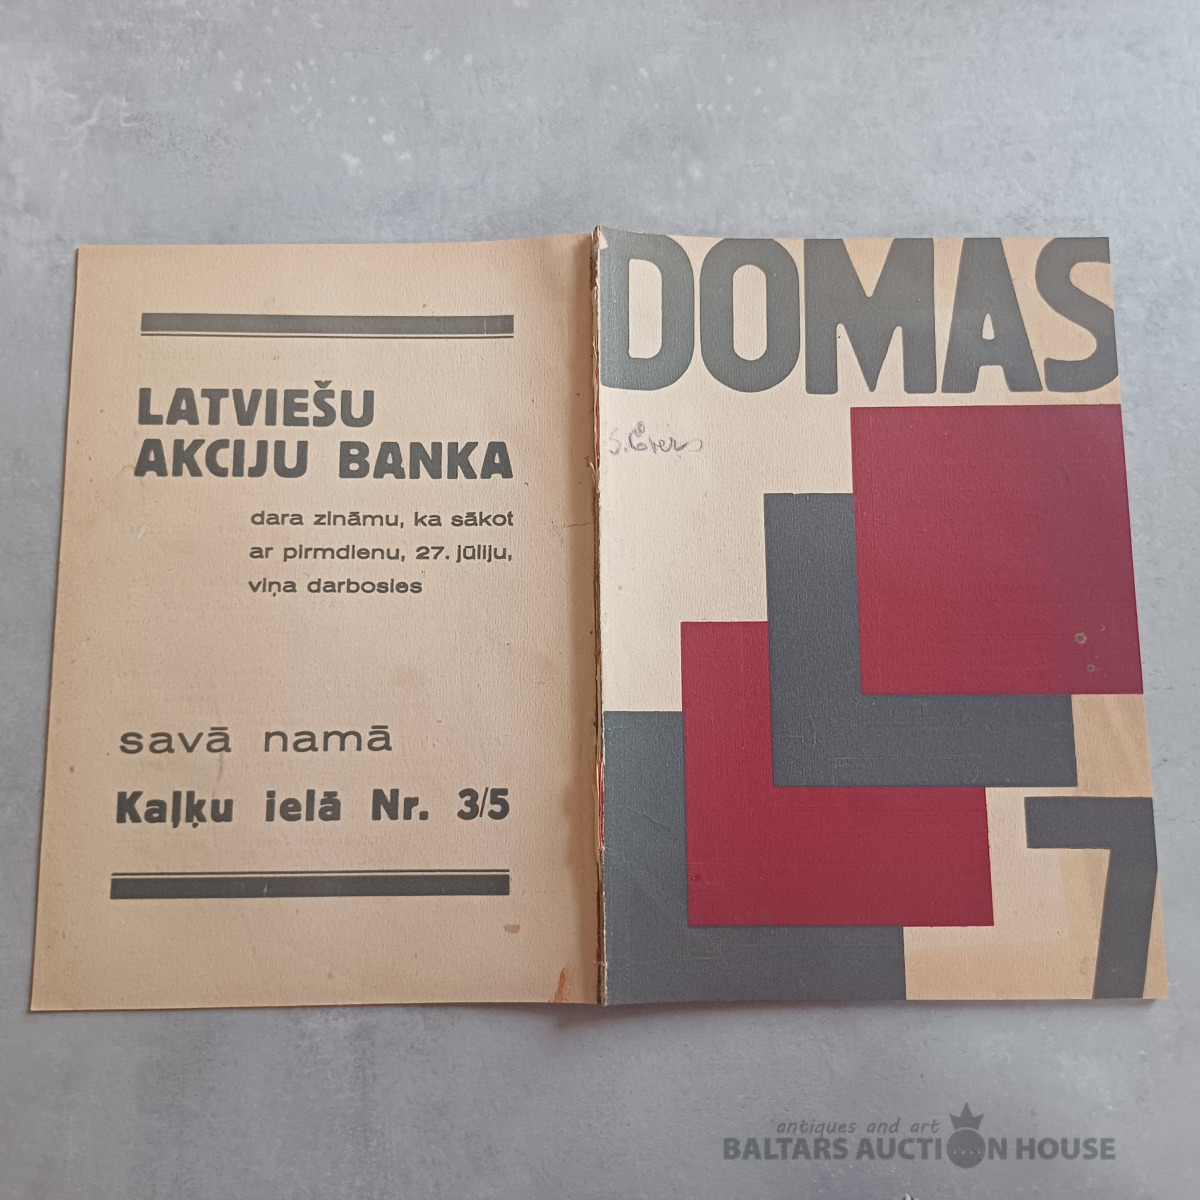 LATVIEŠU
AKCIJU BANKA
dara zināmu, ka sākot
ar pirmdienu, 27. jūliju,
viņa darbosies
savā namā
Kaļķu ielā Nr. 3/5
DOMAS
7
antiques and art
BALTARS AUCTION HOUSE